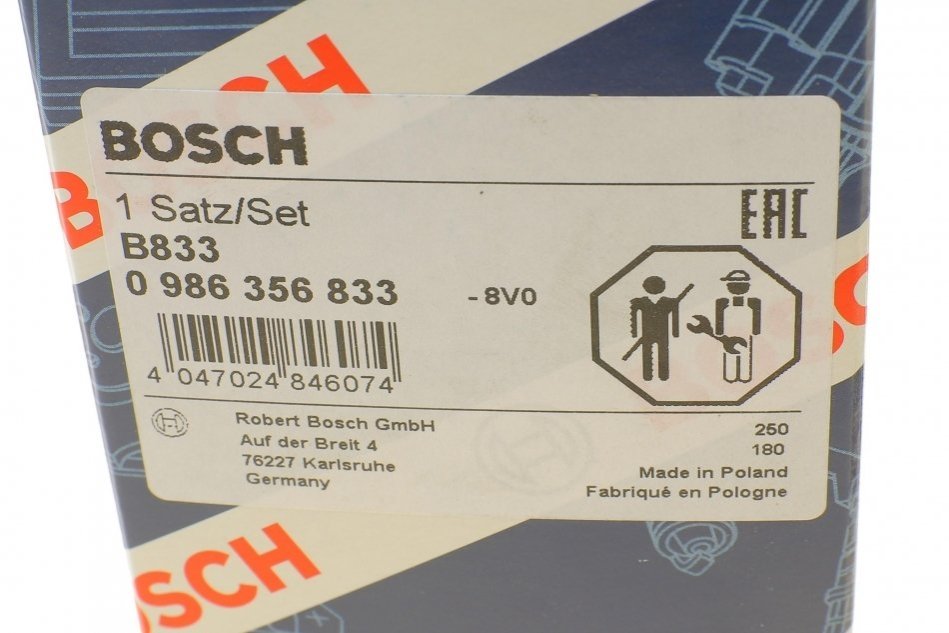 BOSCH
BOSCH
1 Satz/Set
EAC
B833
0 986 356 833
- 8V0
4 047024 846074
Robert Bosch GmbH
Auf der Breit 4
76227 Karlsruhe
Germany
250
180
Made in Poland
Fabriqué en Pologne
BOSCH